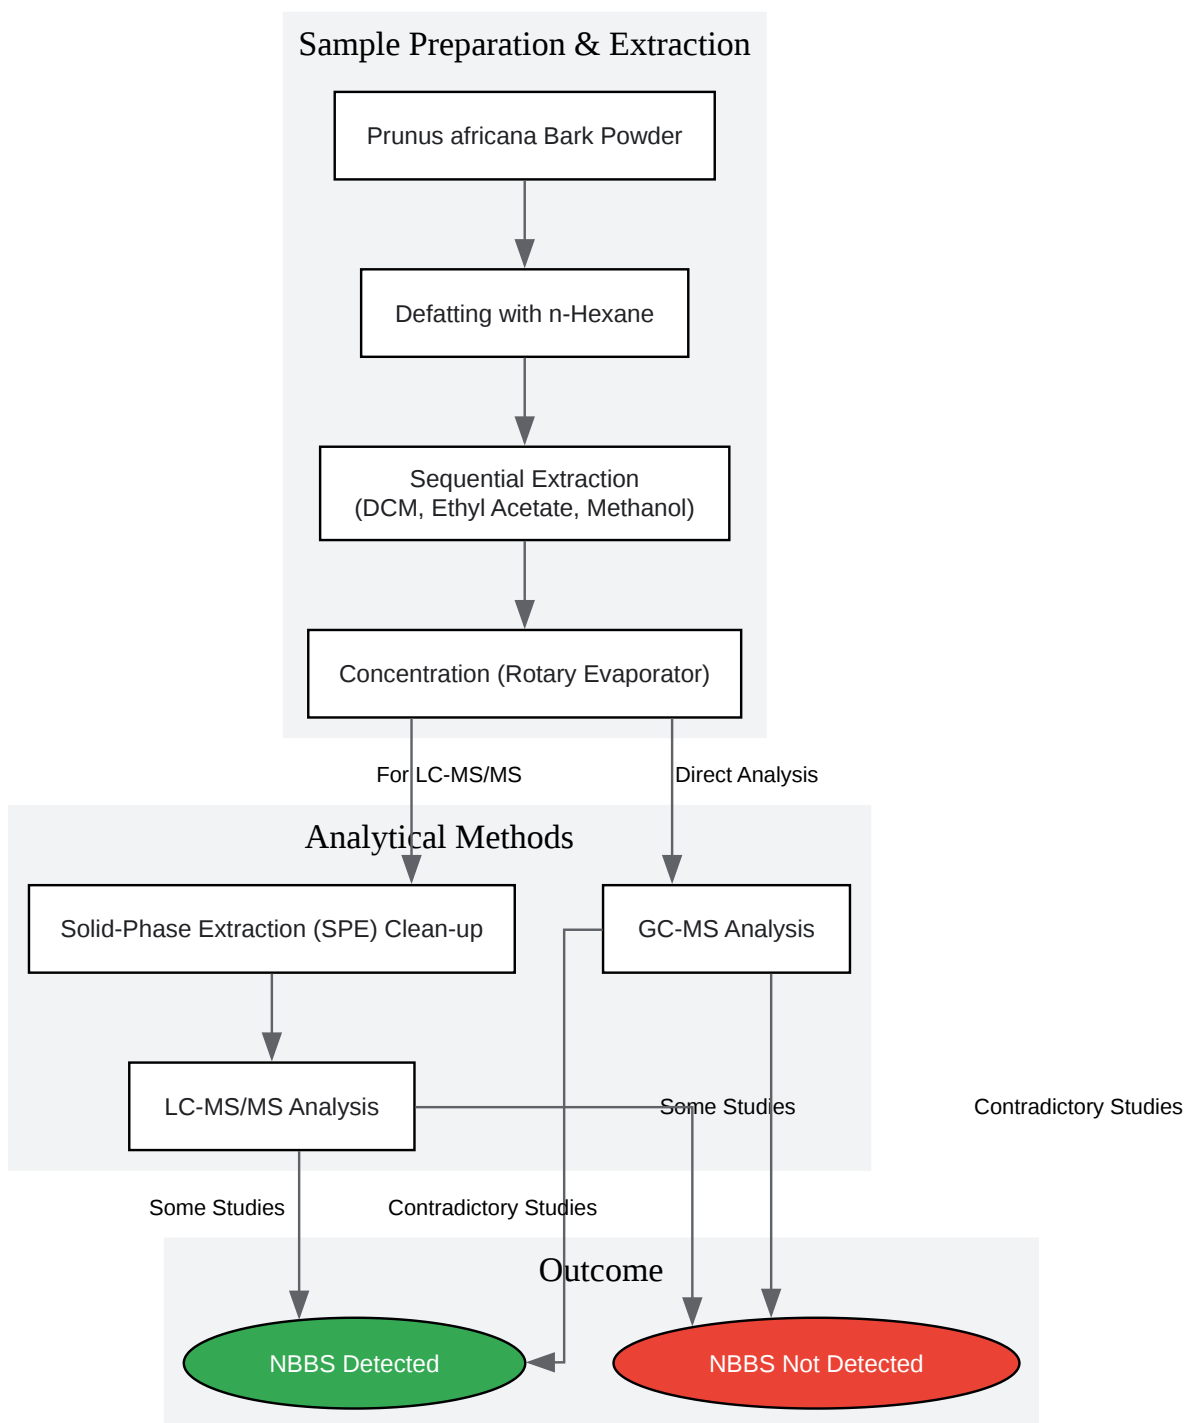 Sample Preparation & Extraction
Prunus africana Bark Powder
Defatting with n-Hexane
Sequential Extraction
(DCM, Ethyl Acetate, Methanol)
Concentration (Rotary Evaporator)
For LC-MS/MS
Direct Analysis
Analytical Methods
Solid-Phase Extraction (SPE) Clean-up
GC-MS Analysis
LC-MS/MS Analysis
Some Studies
Contradictory Studies
Some Studies
Contradictory Studies
Outcome
NBBS Detected
NBBS Not Detected